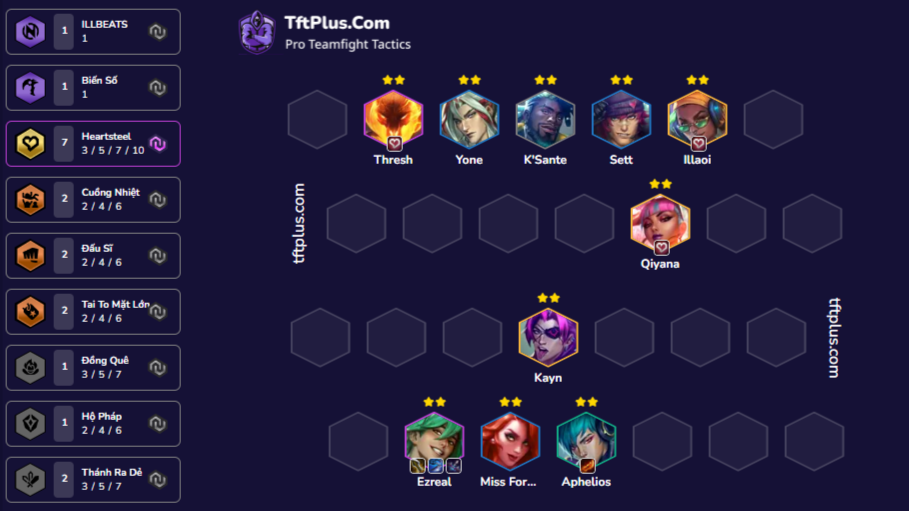 1
ILLBEATS
1
1
Biến Số
1
7
Heartsteel
3 / 5 / 7 / 10
2
Cuồng Nhiệt
2 / 4 / 6
2
Đấu Sĩ
2 / 4 / 6
2
Tai To Mặt Lớn
2 / 4 / 6
1
Đồng Quê
3 / 5 / 7
1
Hộ Pháp
2 / 4 / 6
2
Thánh Ra Dẻ
3 / 5 / 7
TftPlus.Com
Pro Teamfight Tactics
Thresh
Yone
K'Sante
Sett
Illaoi
tftplus.com
Qiyana
Kayn
tftplus.com
Ezreal
Miss For...
Aphelios